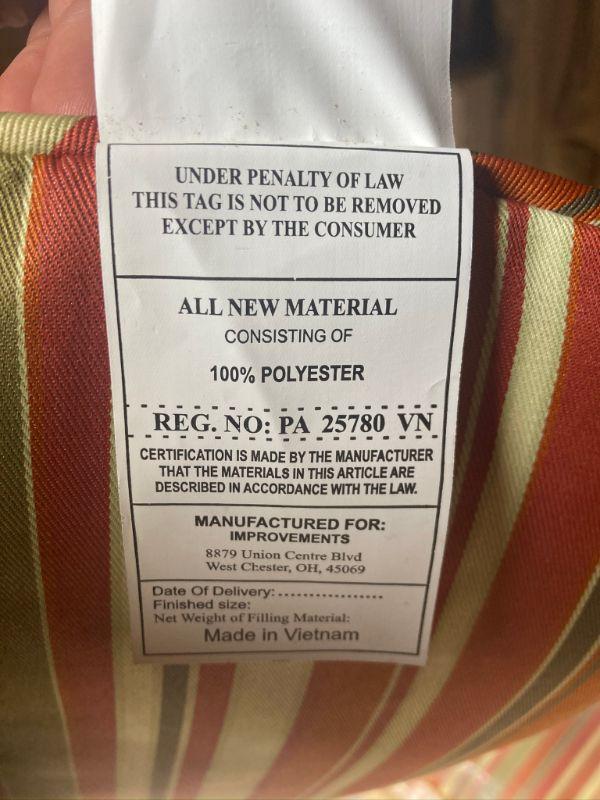 UNDER PENALTY OF LAW
THIS TAG IS NOT TO BE REMOVED
EXCEPT BY THE CONSUMER
ALL NEW MATERIAL
CONSISTING OF
100% POLYESTER
REG. NO: PA 25780 VN
CERTIFICATION IS MADE BY THE MANUFACTURER
THAT THE MATERIALS IN THIS ARTICLE ARE
DESCRIBED IN ACCORDANCE WITH THE LAW.
MANUFACTURED FOR:
IMPROVEMENTS
8879 Union Centre Blvd
West Chester, OH, 45069
Date Of Delivery:..................
Finished size:
Net Weight of Filling Material:
Made in Vietnam